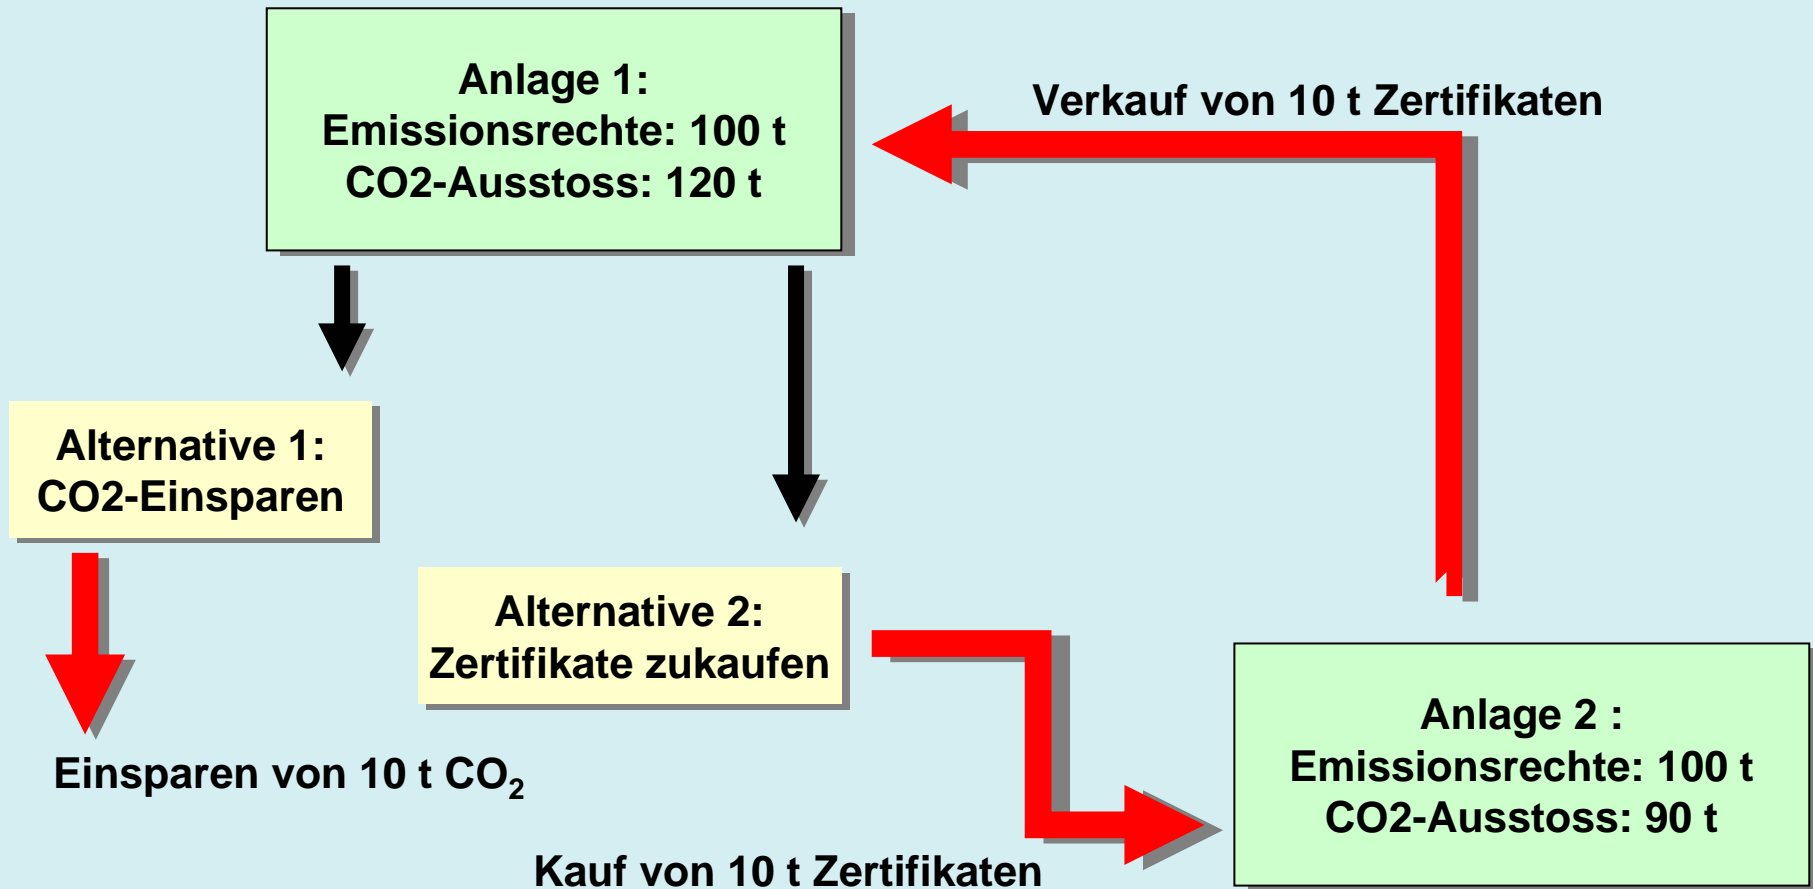 Anlage 1:
Emissionsrechte: 100 t
CO2-Ausstoss: 120 t
Verkauf von 10 t Zertifikaten
Alternative 1:
CO2-Einsparen
Alternative 2:
Zertifikate zukaufen
Einsparen von 10 t CO₂
Anlage 2 :
Emissionsrechte: 100 t
CO2-Ausstoss: 90 t
Kauf von 10 t Zertifikaten